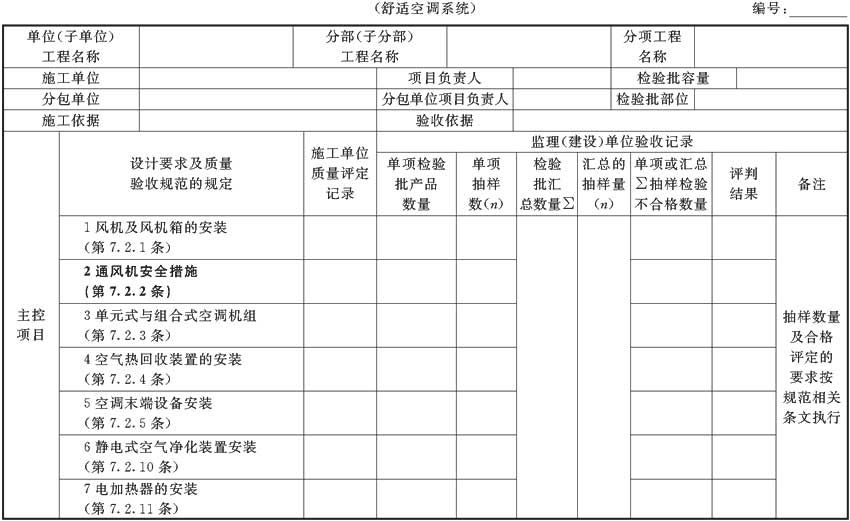 (舒适空调系统) 编号:
单位(子单位)
工程名称
分部(子分部)
工程名称
分项工程
名称
施工单位 项目负责人 检验批容量
分包单位 分包单位项目负责人 检验批部位
施工依据 验收依据
设计要求及质量
验收规范的规定
施工单位
质量评定
记录
监理(建设)单位验收记录
单项检验
批产品
数量
单项
抽样
数(n)
检验
批汇
总数量∑
汇总的
抽样量
(n)
单项或汇总
∑抽样检验
不合格数量
评判
结果
备注
主控
项目
1 风机及风机箱的安装
(第 7.2.1 条)
2 通风机安全措施
(第 7.2.2 条)
3 单元式与组合式空调机组
(第 7.2.3 条)
4 空气热回收装置的安装
(第 7.2.4 条)
5 空调末端设备安装
(第 7.2.5 条)
6 静电式空气净化装置安装
(第 7.2.10 条)
7 电加热器的安装
(第 7.2.11 条)
抽样数量
及合格
评定的
要求按
规范相关
条文执行